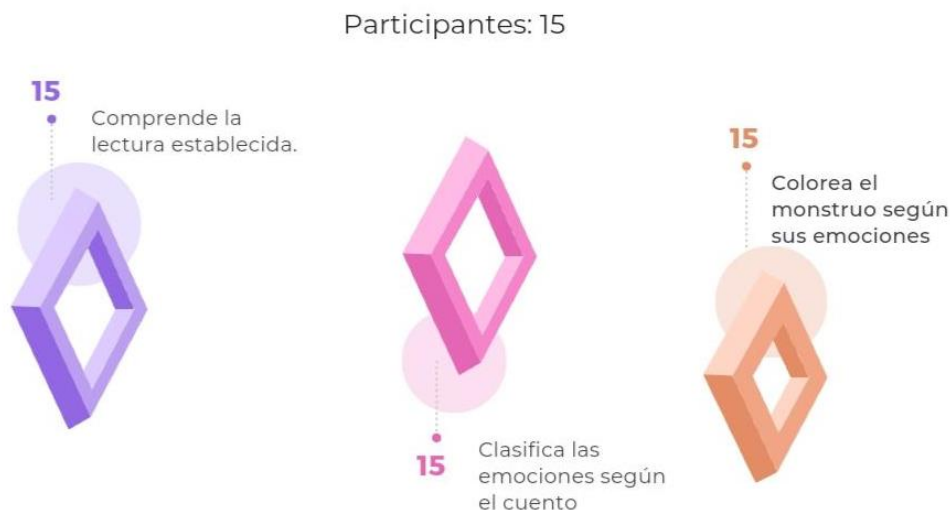 Participantes: 15
15
Comprende la
lectura establecida.
15
Clasifica las
emociones según
el cuento
15
Colorea el
monstruo según
sus emociones